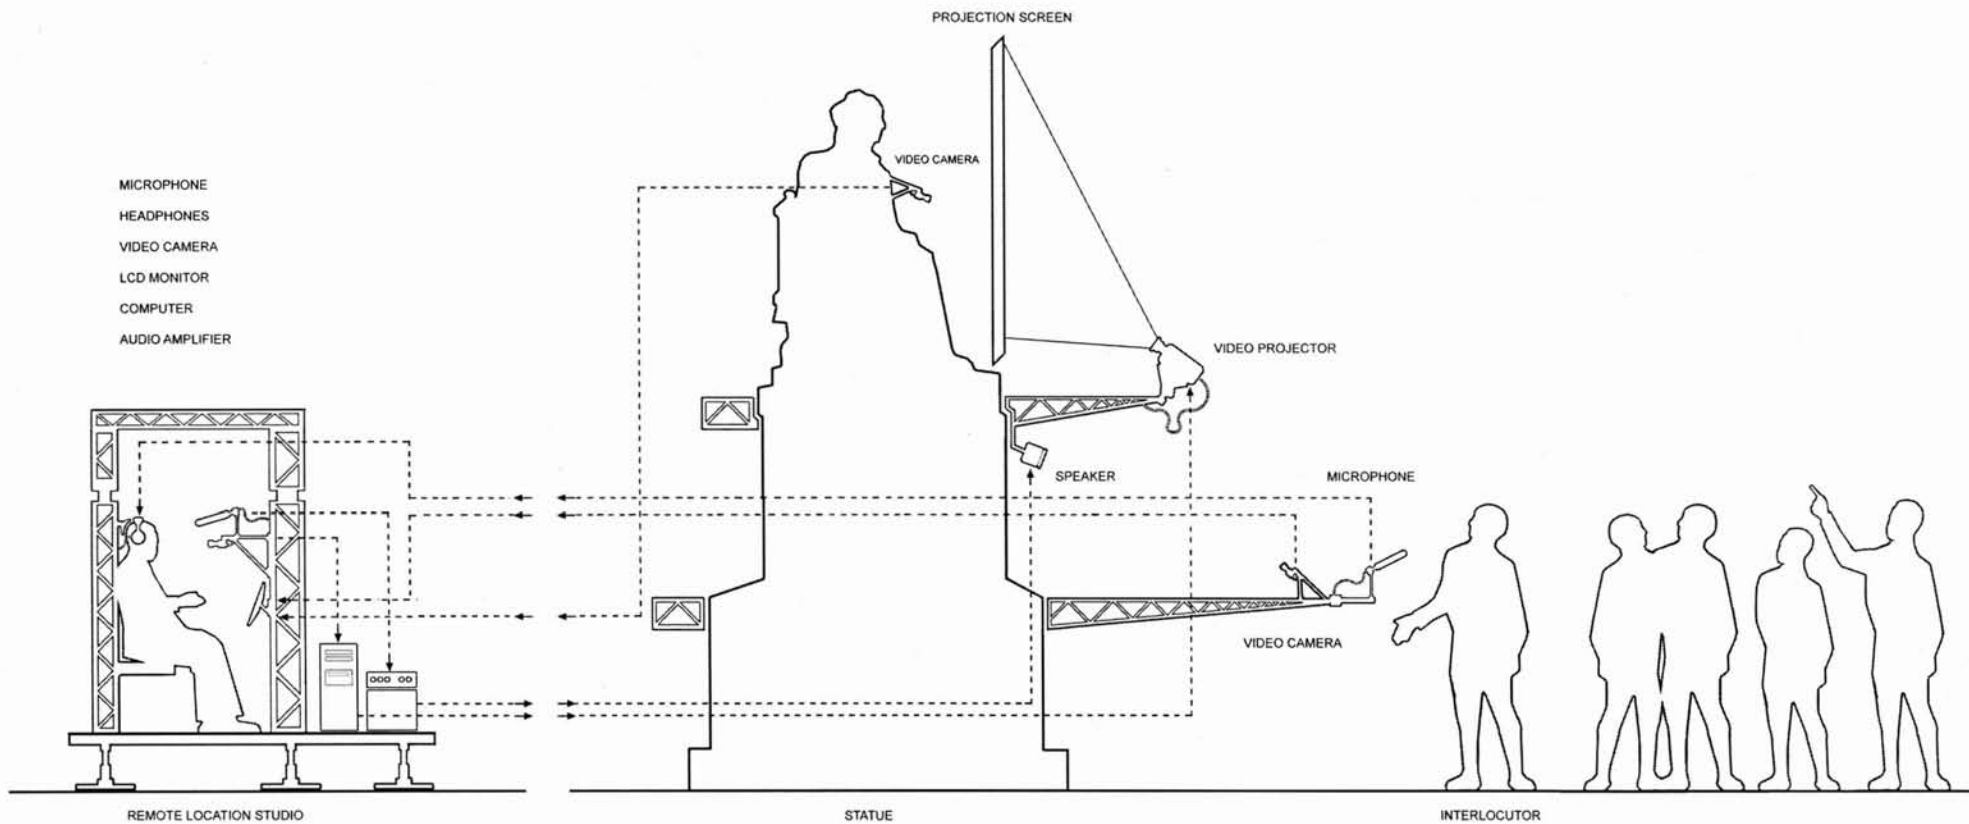 PROJECTION SCREEN
VIDEO CAMERA
MICROPHONE
HEADPHONES
VIDEO CAMERA
LCD MONITOR
COMPUTER
AUDIO AMPLIFIER
VIDEO PROJECTOR
SPEAKER
MICROPHONE
VIDEO CAMERA
REMOTE LOCATION STUDIO
STATUE
INTERLOCUTOR